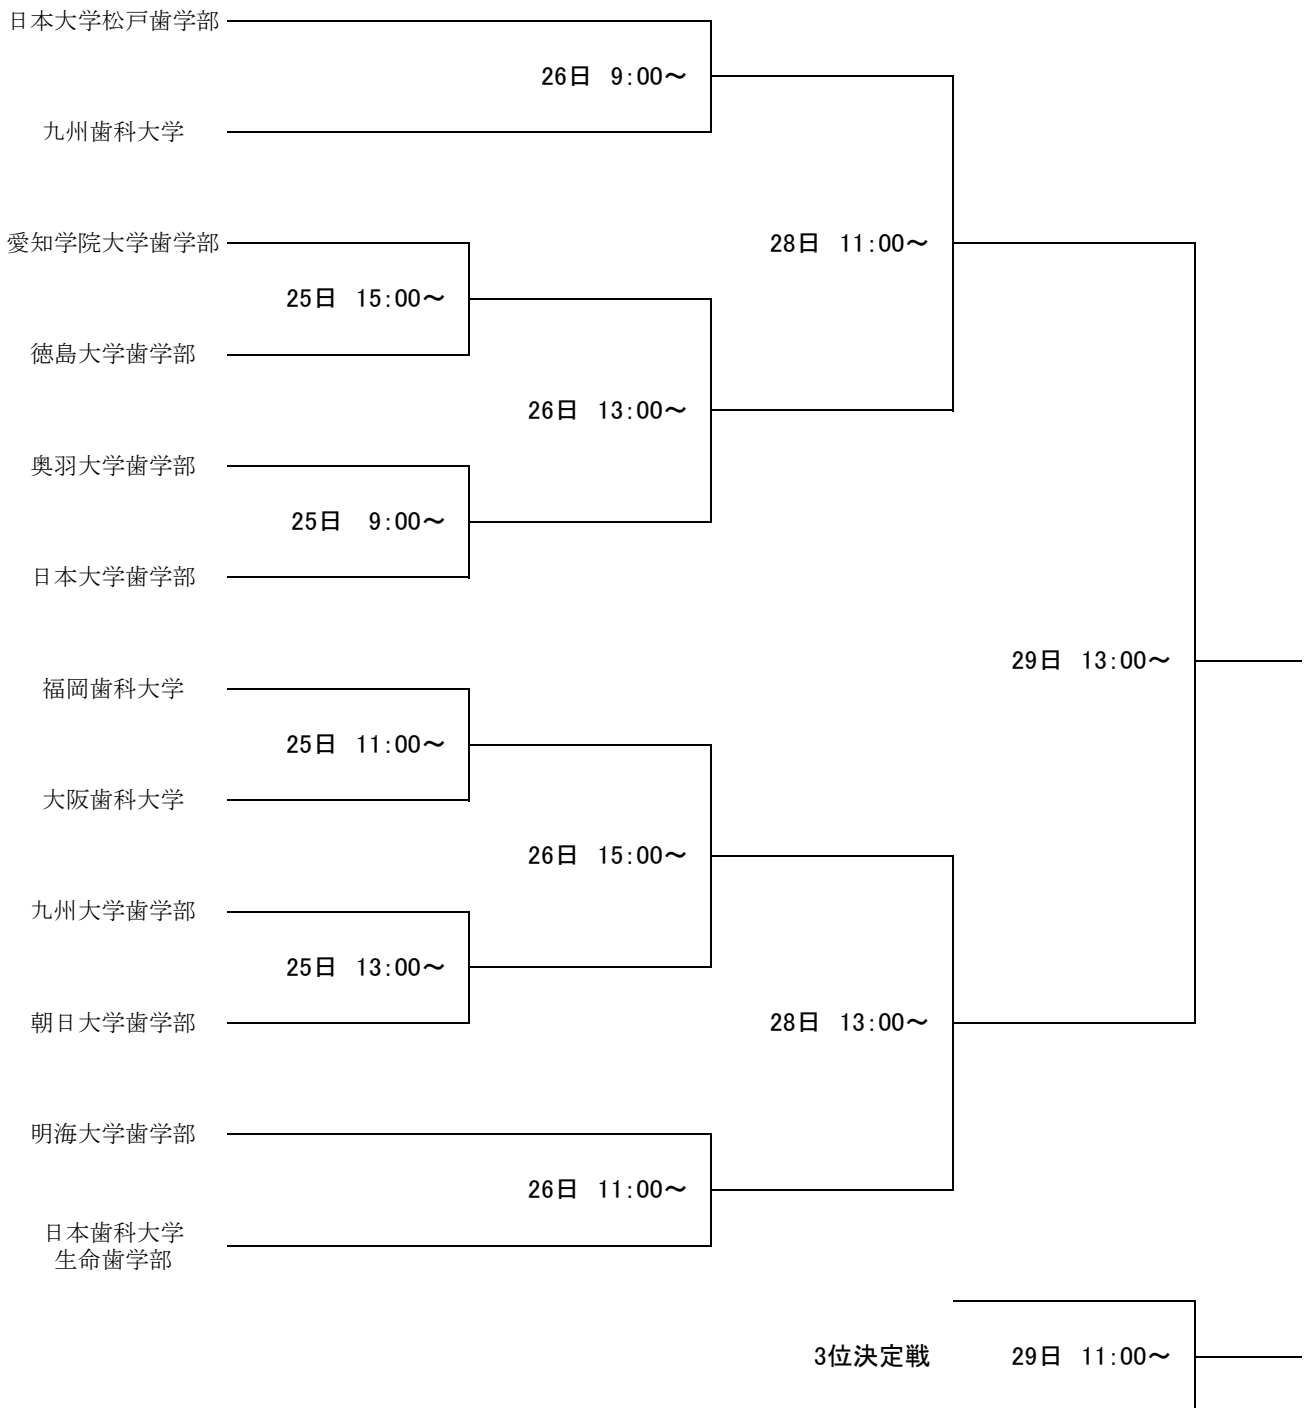 日本大学松戸歯学部
26日 9:00～
九州歯科大学
愛知学院大学歯学部
28日 11:00～
25日 15:00～
徳島大学歯学部
26日 13:00～
奥羽大学歯学部
25日 9:00～
日本大学歯学部
29日 13:00～
福岡歯科大学
25日 11:00～
大阪歯科大学
26日 15:00～
九州大学歯学部
25日 13:00～
朝日大学歯学部
28日 13:00～
明海大学歯学部
26日 11:00～
日本歯科大学
生命歯学部
3位決定戦 29日 11:00～